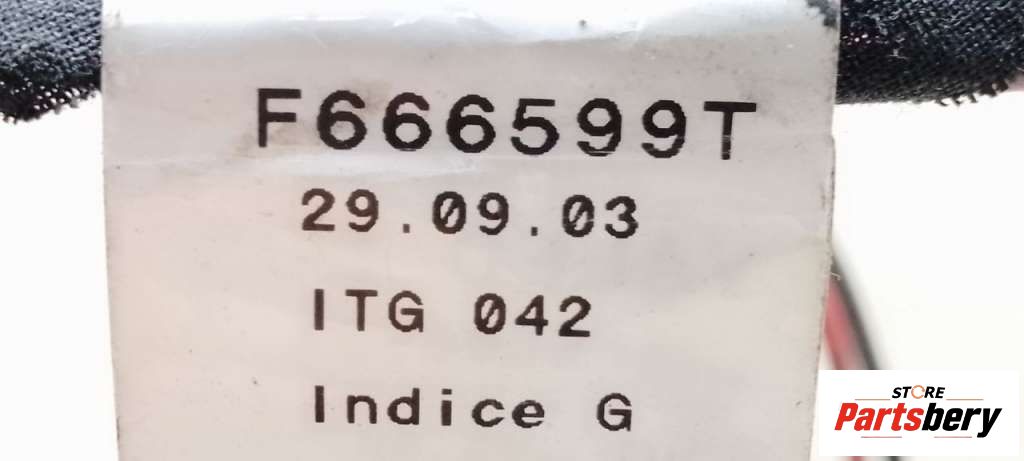 F666599T
29.09.03
ITG 042
Indice G
STORE
Partsbery